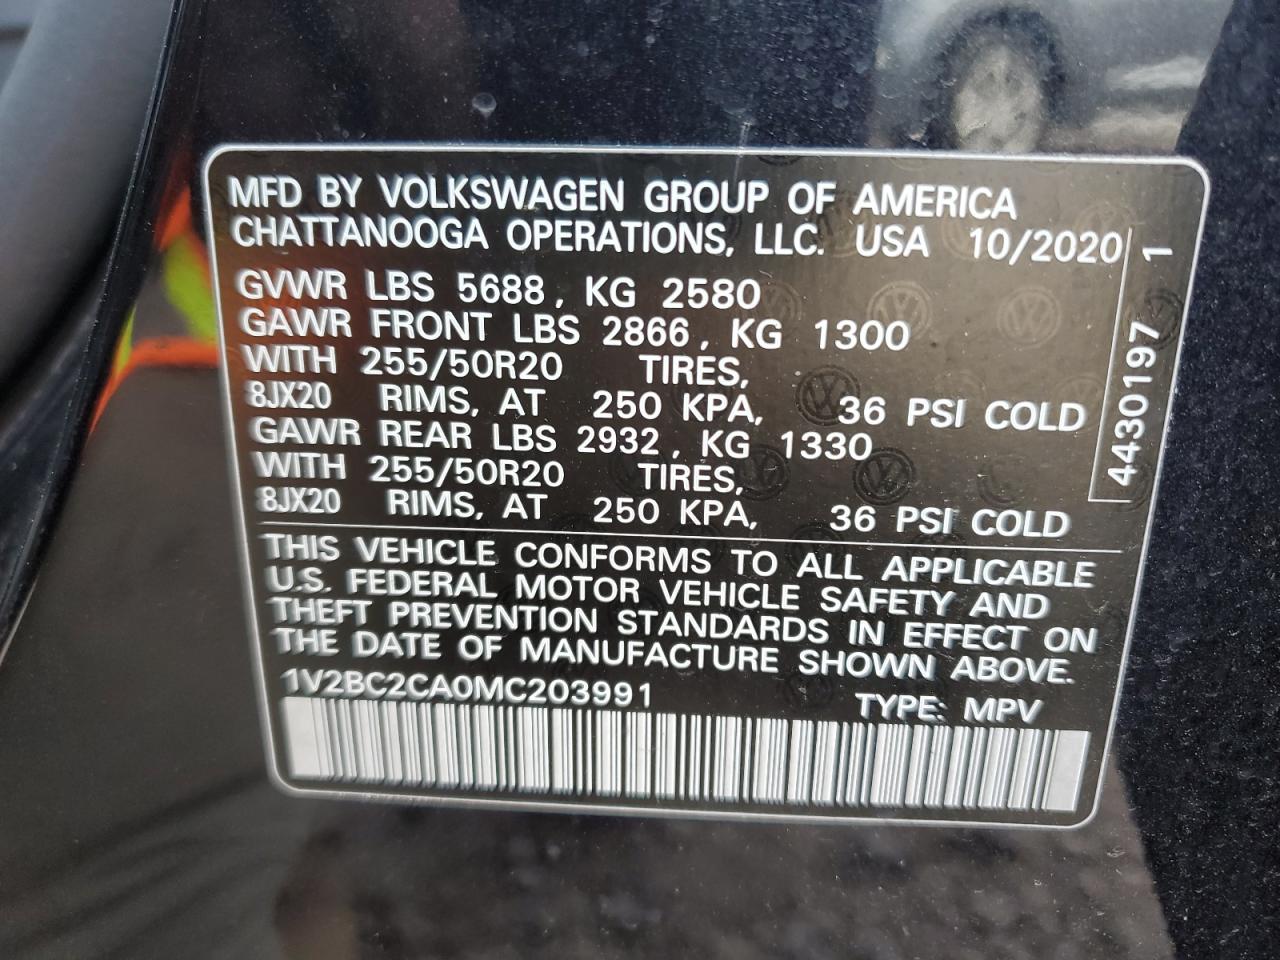 MFD BY VOLKSWAGEN GROUP OF AMERICA
CHATTANOOGA OPERATIONS, LLC. USA 10/2020
GVWR LBS 5688, KG 2580
GAWR FRONT LBS 2866, KG 1300
WITH 255/50R20 TIRES,
8JX20 RIMS, AT 250 KPA, 36 PSI COLD
GAWR REAR LBS 2932, KG 1330
WITH 255/50R20 TIRES,
8JX20 RIMS, AT 250 KPA, 36 PSI COLD
4430197 1
THIS VEHICLE CONFORMS TO ALL APPLICABLE
U.S. FEDERAL MOTOR VEHICLE SAFETY AND
THEFT PREVENTION STANDARDS IN EFFECT ON
THE DATE OF MANUFACTURE SHOWN ABOVE.
1V2BC2CA0MC203991 TYPE: MPV